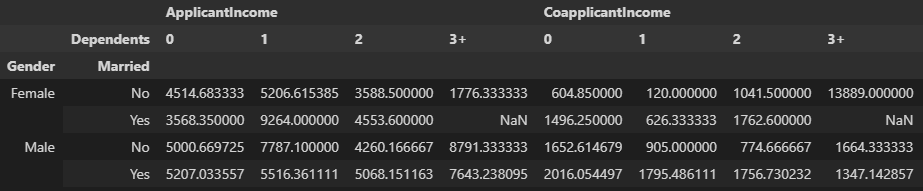 ApplicantIncome CoapplicantIncome
Dependents 0 1 2 3+ 0 1 2 3+
Gender Married
Female No 4514.683333 5206.615385 3588.500000 1776.333333 604.850000 120.000000 1041.500000 13889.000000
Yes 3568.350000 9264.000000 4553.600000 NaN 1496.250000 626.333333 1762.600000 NaN
Male No 5000.669725 7787.100000 4260.166667 8791.333333 1652.614679 905.000000 774.666667 1664.333333
Yes 5207.033557 5516.361111 5068.151163 7643.238095 2016.054497 1795.486111 1756.730232 1347.142857